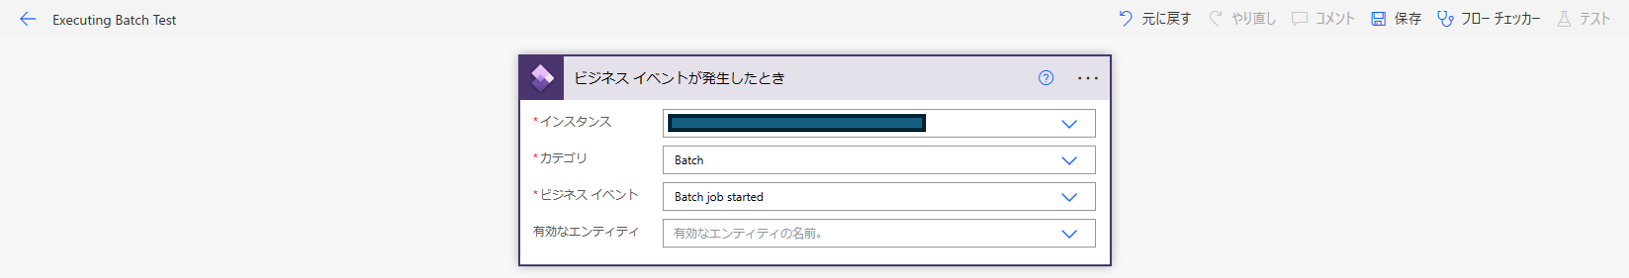 Executing Batch Test
元に戻す
やり直し
コメント
保存
フロー チェッカー
テスト
ビジネス イベントが発生したとき
*インスタンス
*カテゴリ
Batch
*ビジネス イベント
Batch job started
有効なエンティティ
有効なエンティティの名前。